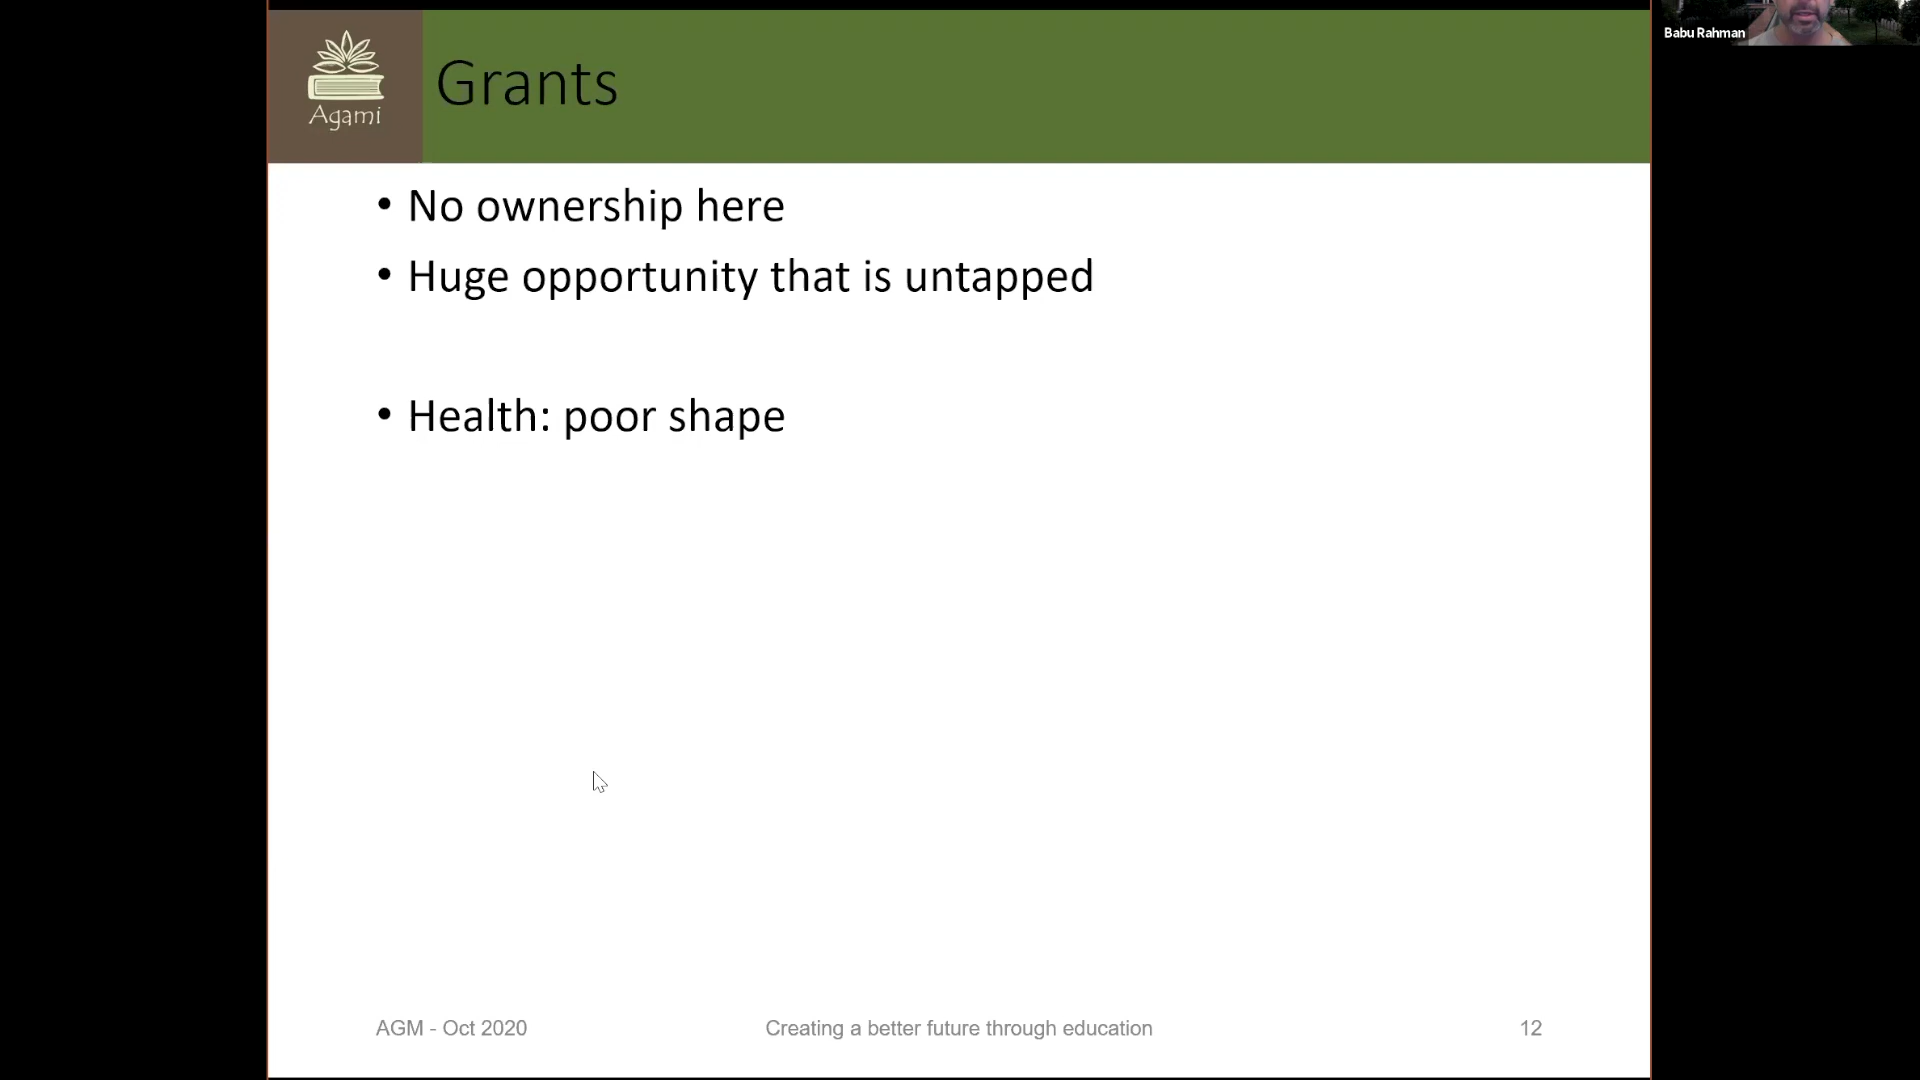 Babu Rahman
Agami
Grants
• No ownership here
• Huge opportunity that is untapped
• Health: poor shape
AGM - Oct 2020
Creating a better future through education
12